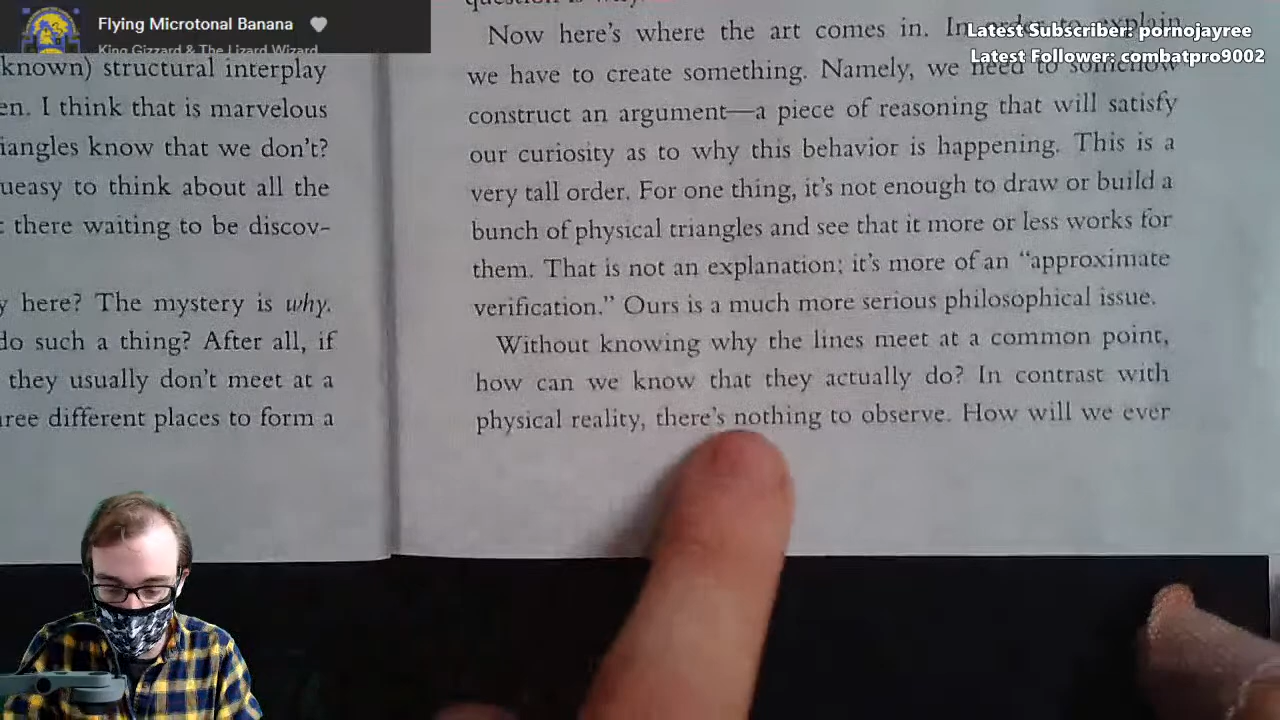 Flying Microtonal Banana
King Gizzard & The Lizard Wizard
Latest Subscriber: pornojayree
Latest Follower: combatpro9002
known) structural interplay
en. I think that is marvelous
iangles know that we don't?
ueasy to think about all the
t there waiting to be discov-
y here? The mystery is why.
do such a thing? After all, if
they usually don't meet at a
ree different places to form a
question is why.
Now here's where the art comes in. In order to explain
we have to create something. Namely, we need to somehow
construct an argument—a piece of reasoning that will satisfy
our curiosity as to why this behavior is happening. This is a
very tall order. For one thing, it's not enough to draw or build a
bunch of physical triangles and see that it more or less works for
them. That is not an explanation; it's more of an “approximate
verification.” Ours is a much more serious philosophical issue.
Without knowing why the lines meet at a common point,
how can we know that they actually do? In contrast with
physical reality, there's nothing to observe. How will we ever